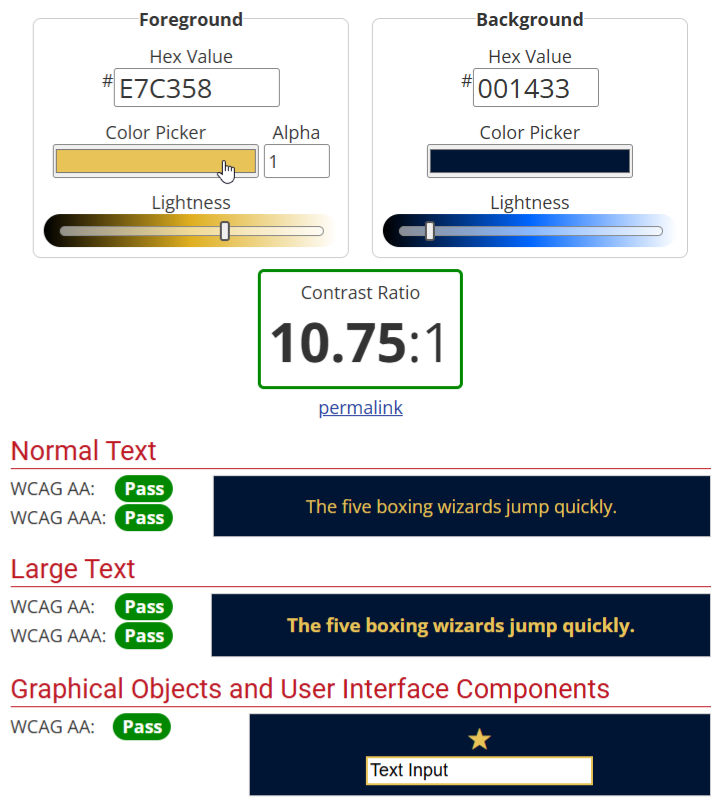 Foreground
Background
Hex Value
Hex Value
# E7C358
# 001433
Color Picker
Alpha
Color Picker
1
Lightness
Lightness
Contrast Ratio
10.75:1
permalink
Normal Text
WCAG AA: Pass
WCAG AAA: Pass
The five boxing wizards jump quickly.
Large Text
WCAG AA: Pass
WCAG AAA: Pass
The five boxing wizards jump quickly.
Graphical Objects and User Interface Components
WCAG AA: Pass
Text Input